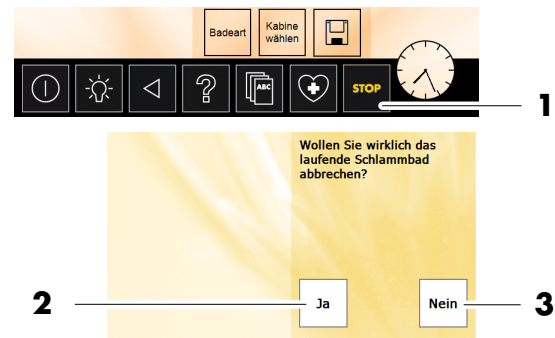 Badeart
Kabine
wählen
ABC
STOP
1
Wollen Sie wirklich das
laufende Schlammbad
abbrechen?
2
Ja
Nein
3